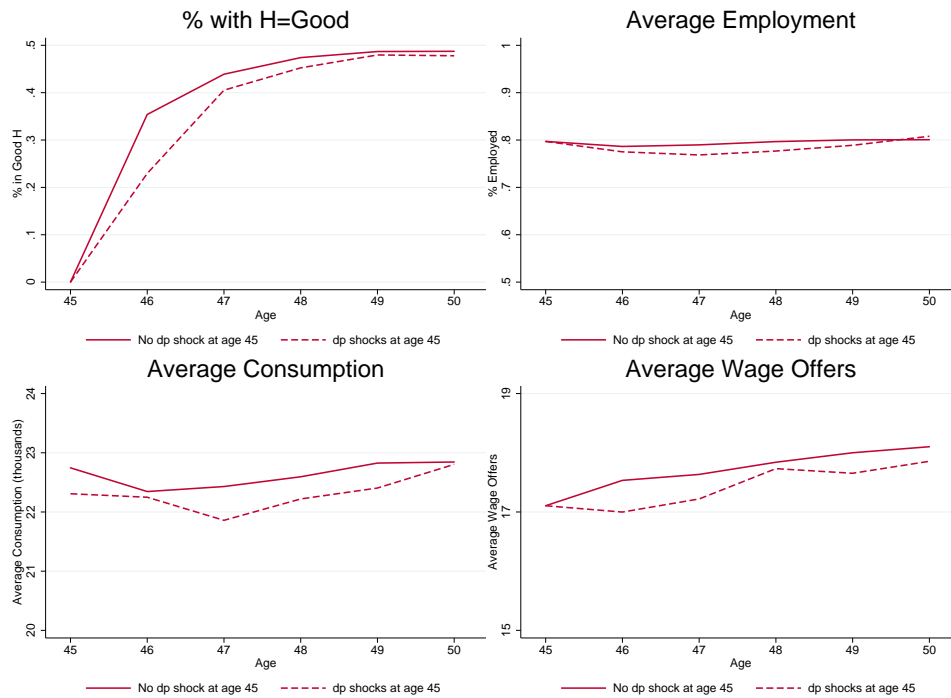 % with H=Good
% in Good H
.5
.4
.3
.2
.1
0
45 46 47 48 49 50
Age
No dp shock at age 45 dp shocks at age 45
Average Employment
% Employed
1
.9
.8
.7
.6
.5
45 46 47 48 49 50
Age
No dp shock at age 45 dp shocks at age 45
Average Consumption
Average Consumption (thousands)
24
23
22
21
20
45 46 47 48 49 50
Age
No dp shock at age 45 dp shocks at age 45
Average Wage Offers
Average Wage Offers
19
17
15
45 46 47 48 49 50
Age
No dp shock at age 45 dp shocks at age 45